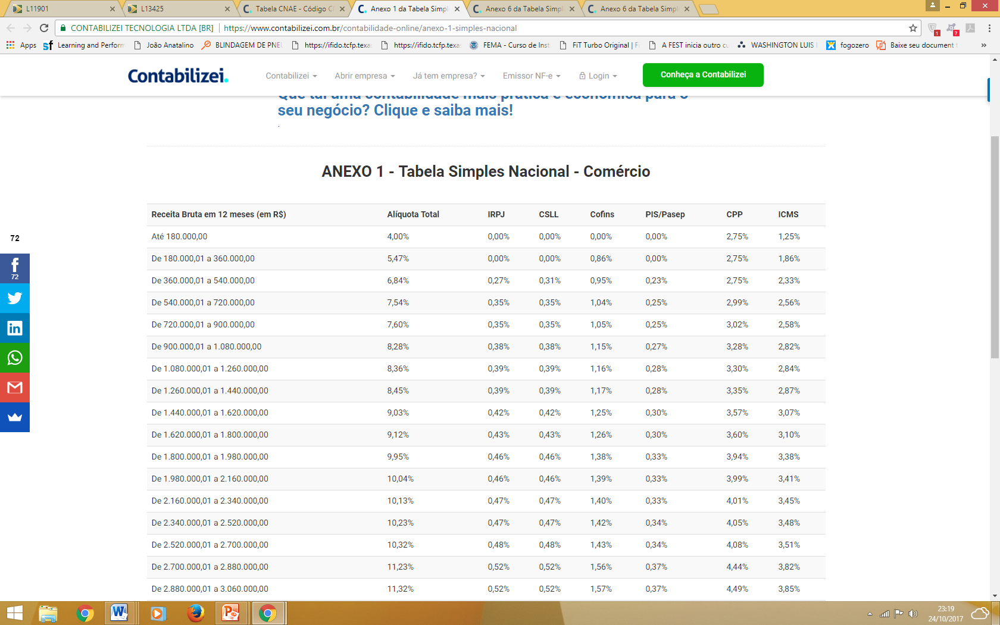 L11901
L13425
Tabela CNAE - Código C
Anexo 1 da Tabela Simpl
Anexo 6 da Tabela Simpl
Anexo 6 da Tabela Simpl
CONTABILIZEI TECNOLOGIA LTDA [BR]
https://www.contabilizei.com.br/contabilidade-online/anexo-1-simples-nacional
1
7
Apps
sf Learning and Perform
João Anatalino
BLINDAGEM DE PNEU
https://ifido.tcfp.texas
https://ifido.tcfp.texas
FEMA - Curso de Inst
FiT Turbo Original | F
A FEST inicia outro cu
WASHINGTON LUIS
fogozero
Baixe seu document
»
Contabilizei.
Contabilizei
Abrir empresa
Já tem empresa?
Emissor NF-e
Login
Conheça a Contabilizei
Que tal uma contabilidade mais prática e econômica para o
seu negócio? Clique e saiba mais!
.
ANEXO 1 - Tabela Simples Nacional - Comércio
Receita Bruta em 12 meses (em R$) Alíquota Total IRPJ CSLL Cofins PIS/Pasep CPP ICMS
Até 180.000,00 4,00% 0,00% 0,00% 0,00% 0,00% 2,75% 1,25%
De 180.000,01 a 360.000,00 5,47% 0,00% 0,00% 0,86% 0,00% 2,75% 1,86%
De 360.000,01 a 540.000,00 6,84% 0,27% 0,31% 0,95% 0,23% 2,75% 2,33%
De 540.000,01 a 720.000,00 7,54% 0,35% 0,35% 1,04% 0,25% 2,99% 2,56%
De 720.000,01 a 900.000,00 7,60% 0,35% 0,35% 1,05% 0,25% 3,02% 2,58%
De 900.000,01 a 1.080.000,00 8,28% 0,38% 0,38% 1,15% 0,27% 3,28% 2,82%
De 1.080.000,01 a 1.260.000,00 8,36% 0,39% 0,39% 1,16% 0,28% 3,30% 2,84%
De 1.260.000,01 a 1.440.000,00 8,45% 0,39% 0,39% 1,17% 0,28% 3,35% 2,87%
De 1.440.000,01 a 1.620.000,00 9,03% 0,42% 0,42% 1,25% 0,30% 3,57% 3,07%
De 1.620.000,01 a 1.800.000,00 9,12% 0,43% 0,43% 1,26% 0,30% 3,60% 3,10%
De 1.800.000,01 a 1.980.000,00 9,95% 0,46% 0,46% 1,38% 0,33% 3,94% 3,38%
De 1.980.000,01 a 2.160.000,00 10,04% 0,46% 0,46% 1,39% 0,33% 3,99% 3,41%
De 2.160.000,01 a 2.340.000,00 10,13% 0,47% 0,47% 1,40% 0,33% 4,01% 3,45%
De 2.340.000,01 a 2.520.000,00 10,23% 0,47% 0,47% 1,42% 0,34% 4,05% 3,48%
De 2.520.000,01 a 2.700.000,00 10,32% 0,48% 0,48% 1,43% 0,34% 4,08% 3,51%
De 2.700.000,01 a 2.880.000,00 11,23% 0,52% 0,52% 1,56% 0,37% 4,44% 3,82%
De 2.880.000,01 a 3.060.000,00 11,32% 0,52% 0,52% 1,57% 0,37% 4,49% 3,85%
72
72
23:19
24/10/2017